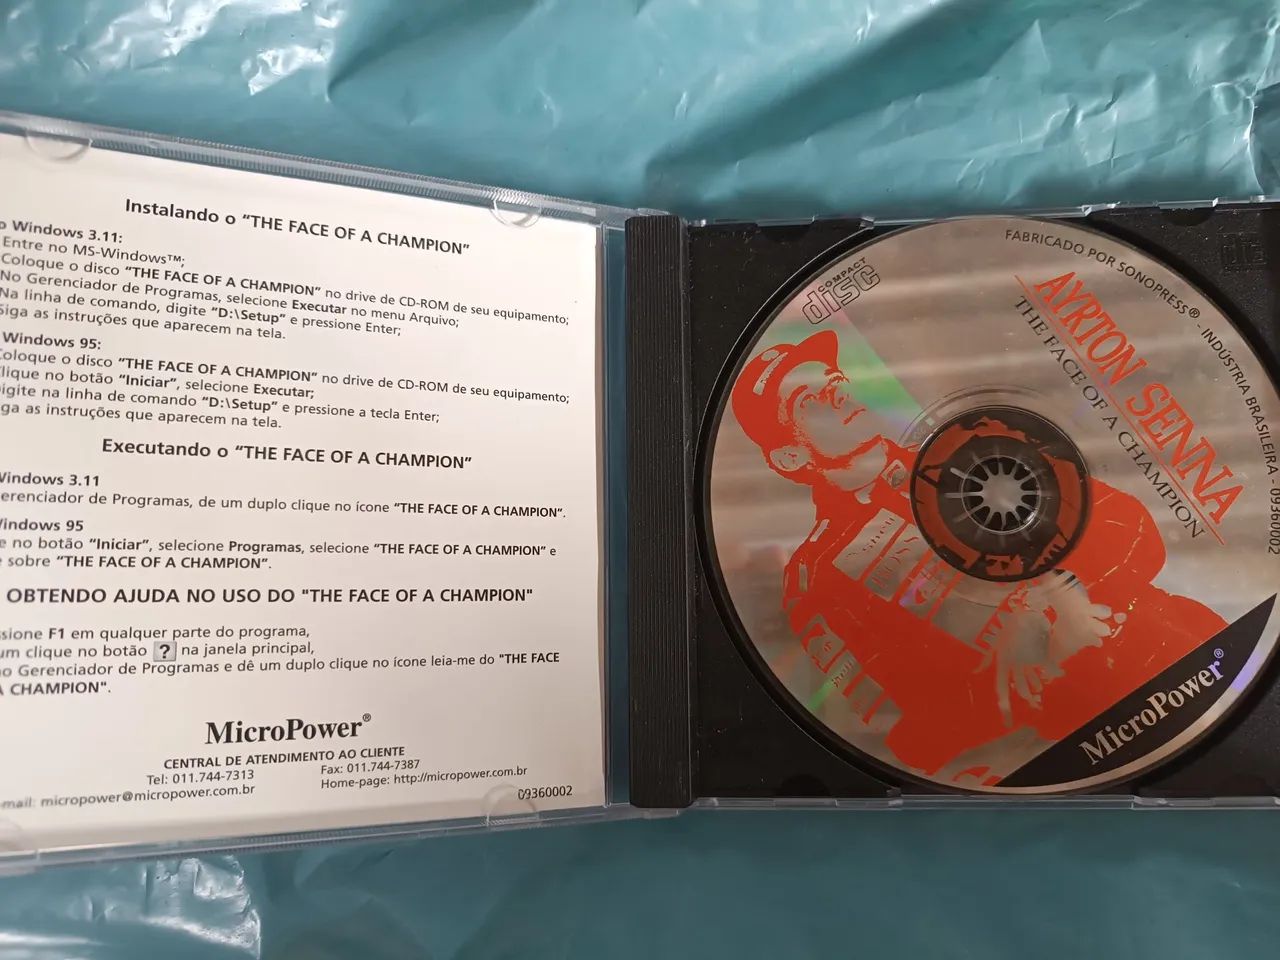 Instalando o "THE FACE OF A CHAMPION"
o Windows 3.11:
Entre no MS-Windows™;
Coloque o disco "THE FACE OF A CHAMPION" no drive de CD-ROM de seu equipamento;
No Gerenciador de Programas, selecione Executar no menu Arquivo;
Na linha de comando, digite "D:\Setup" e pressione Enter;
Siga as instruções que aparecem na tela.
Windows 95:
Coloque o disco "THE FACE OF A CHAMPION" no drive de CD-ROM de seu equipamento;
Clique no botão "Iniciar", selecione Executar;
Digite na linha de comando "D:\Setup" e pressione a tecla Enter;
iga as instruções que aparecem na tela.
Executando o "THE FACE OF A CHAMPION"
Windows 3.11
erenciador de Programas, de um duplo clique no ícone "THE FACE OF A CHAMPION".
Windows 95
e no botão "Iniciar", selecione Programas, selecione "THE FACE OF A CHAMPION" e
sobre "THE FACE OF A CHAMPION".
OBTENDO AJUDA NO USO DO "THE FACE OF A CHAMPION"
ssione F1 em qualquer parte do programa,
um clique no botão ? na janela principal,
o Gerenciador de Programas e dê um duplo clique no ícone leia-me do "THE FACE
A CHAMPION".
MicroPower®
CENTRAL DE ATENDIMENTO AO CLIENTE
Tel: 011.744-7313 Fax: 011.744-7387
-mail: micropower@micropower.com.br Home-page: http://micropower.com.br
09360002
COMPACT
disc
FABRICADO POR SONOPRESS® - INDÚSTRIA BRASILEIRA - 09360002
AYRTON SENNA
THE FACE OF A CHAMPION
MicroPower®